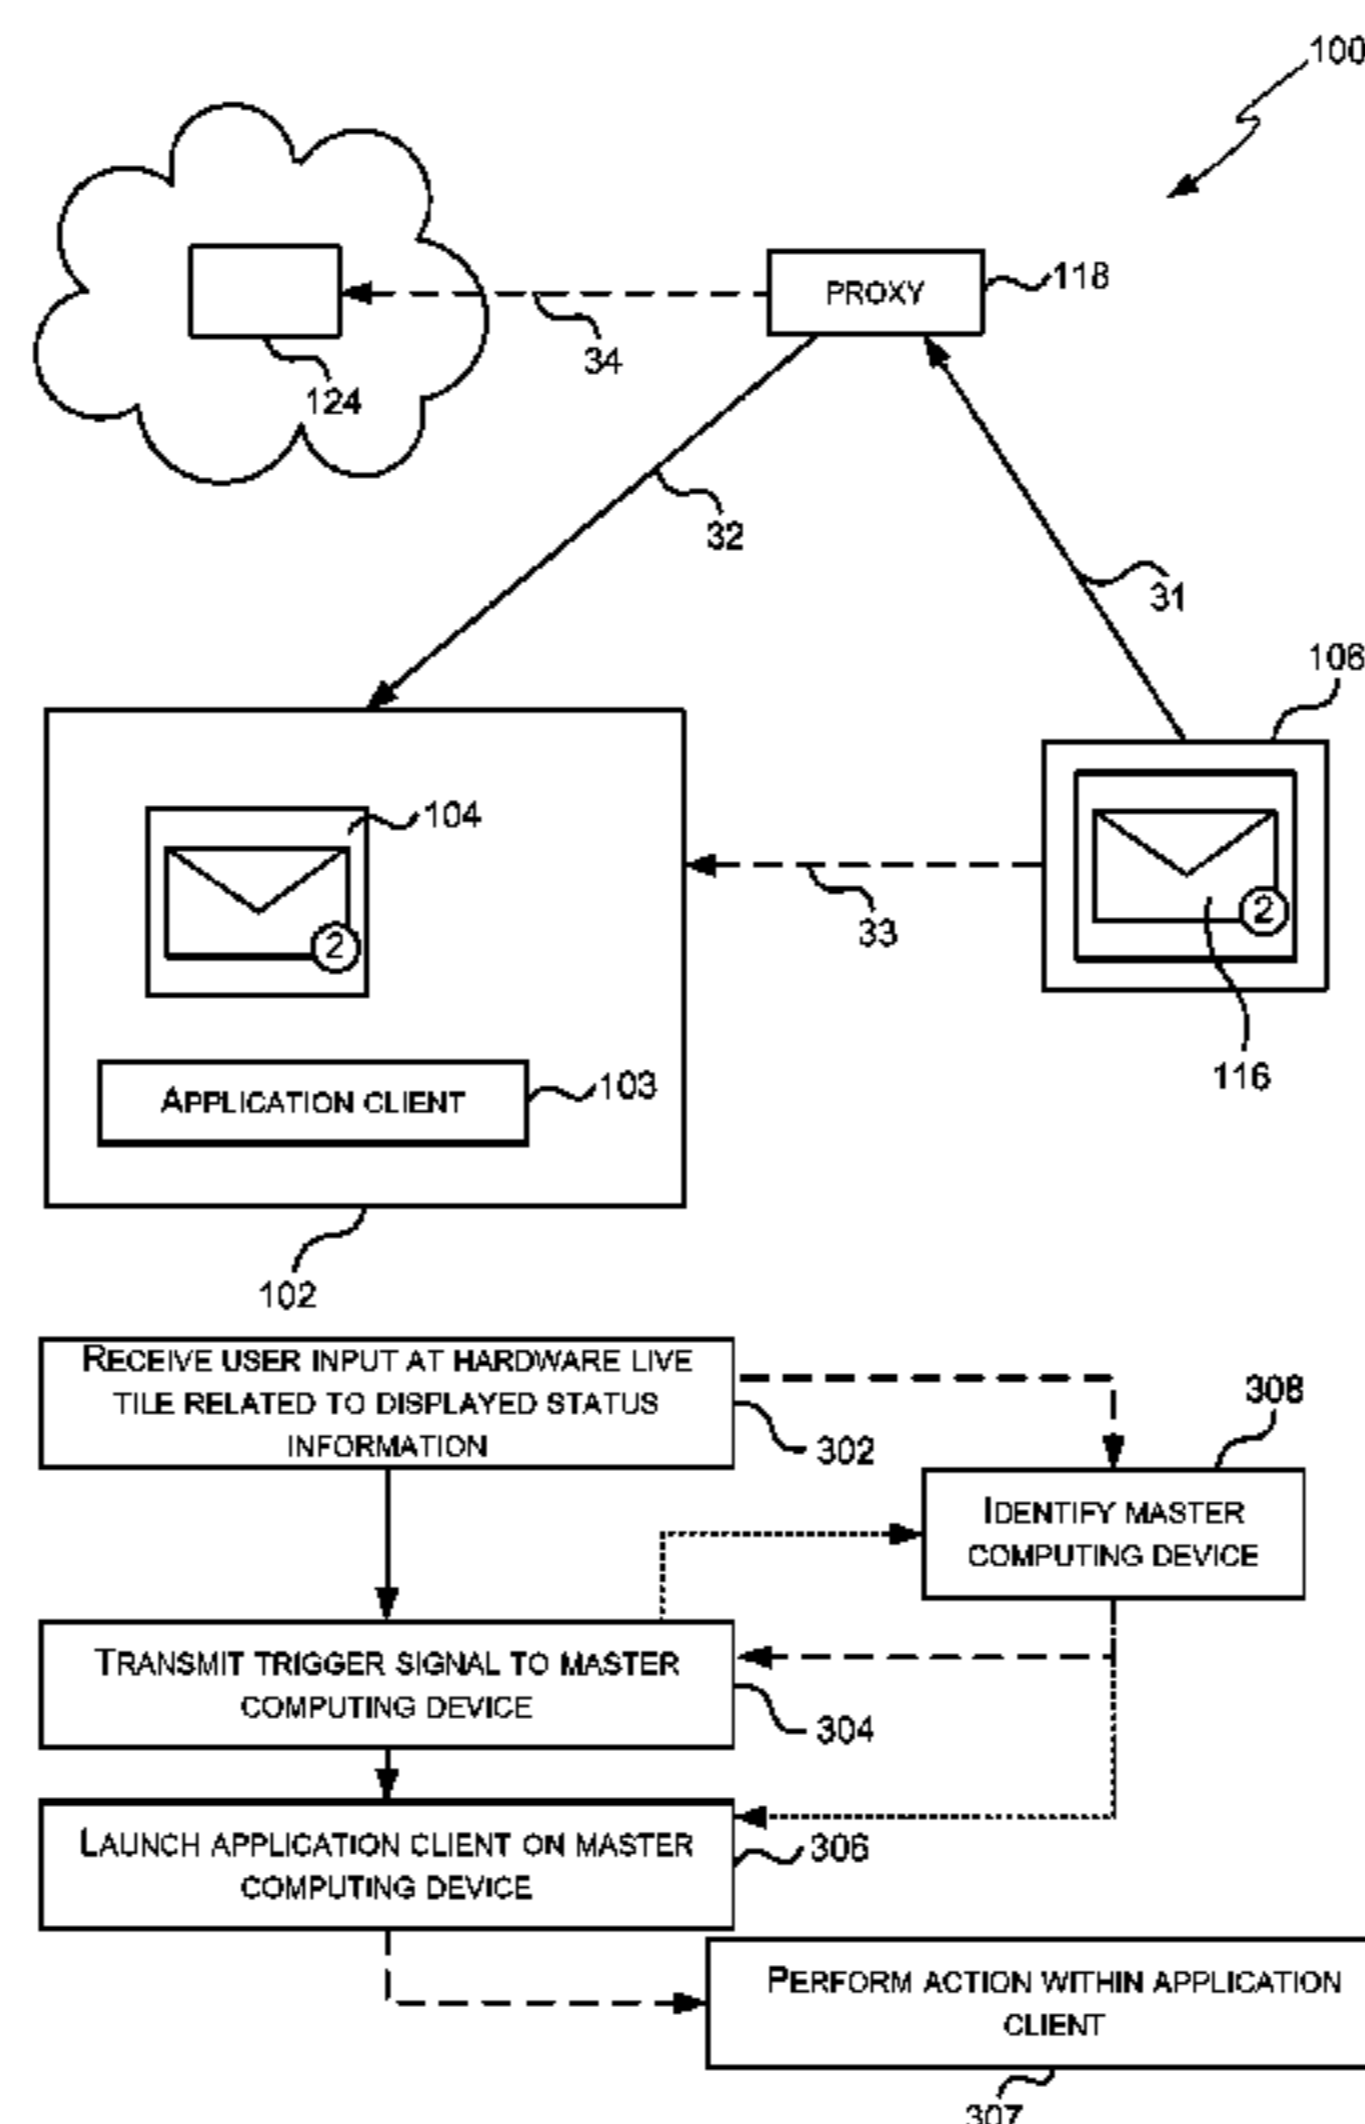 100
PROXY
118
34
124
32
31
106
104
2
33
2
116
APPLICATION CLIENT
103
102
RECEIVE USER INPUT AT HARDWARE LIVE
TILE RELATED TO DISPLAYED STATUS
INFORMATION
302
308
IDENTIFY MASTER
COMPUTING DEVICE
TRANSMIT TRIGGER SIGNAL TO MASTER
COMPUTING DEVICE
304
LAUNCH APPLICATION CLIENT ON MASTER
COMPUTING DEVICE
306
PERFORM ACTION WITHIN APPLICATION
CLIENT
307